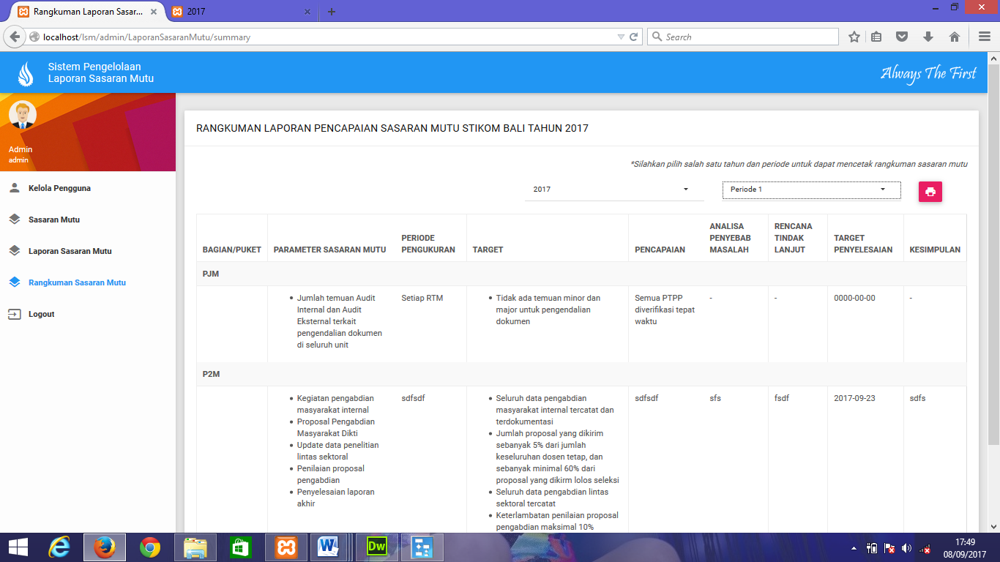 Rangkuman Laporan Sasar...
2017
localhost/lsm/admin/LaporanSasaranMutu/summary
Search
Sistem Pengelolaan
Laporan Sasaran Mutu
Always The First
Admin
admin
Kelola Pengguna
Sasaran Mutu
Laporan Sasaran Mutu
Rangkuman Sasaran Mutu
Logout
RANGKUMAN LAPORAN PENCAPAIAN SASARAN MUTU STIKOM BALI TAHUN 2017
*Silahkan pilih salah satu tahun dan periode untuk dapat mencetak rangkuman sasaran mutu
2017
Periode 1
BAGIAN/PUKET
PARAMETER SASARAN MUTU
PERIODE
PENGUKURAN
TARGET
PENCAPAIAN
ANALISA
PENYEBAB
MASALAH
RENCANA
TINDAK
LANJUT
TARGET
PENYELESAIAN
KESIMPULAN
PJM
• Jumlah temuan Audit
Internal dan Audit
Eksternal terkait
pengendalian dokumen
di seluruh unit
Setiap RTM
• Tidak ada temuan minor dan
major untuk pengendalian
dokumen
Semua PTPP
diverifikasi tepat
waktu
-
-
0000-00-00
-
P2M
• Kegiatan pengabdian
masyarakat internal
• Proposal Pengabdian
Masyarakat Dikti
• Update data penelitian
lintas sektoral
• Penilaian proposal
pengabdian
• Penyelesaian laporan
akhir
sdfsdf
• Seluruh data pengabdian
masyarakat internal tercatat dan
terdokumentasi
• Jumlah proposal yang dikirim
sebanyak 5% dari jumlah
keseluruhan dosen tetap, dan
sebanyak minimal 60% dari
proposal yang dikirm lolos seleksi
• Seluruh data pengabdian lintas
sektoral tercatat
• Keterlambatan penilaian proposal
pengabdian maksimal 10%
sdfsdf
sfs
fsdf
2017-09-23
sdfs
Dw
17:49
08/09/2017